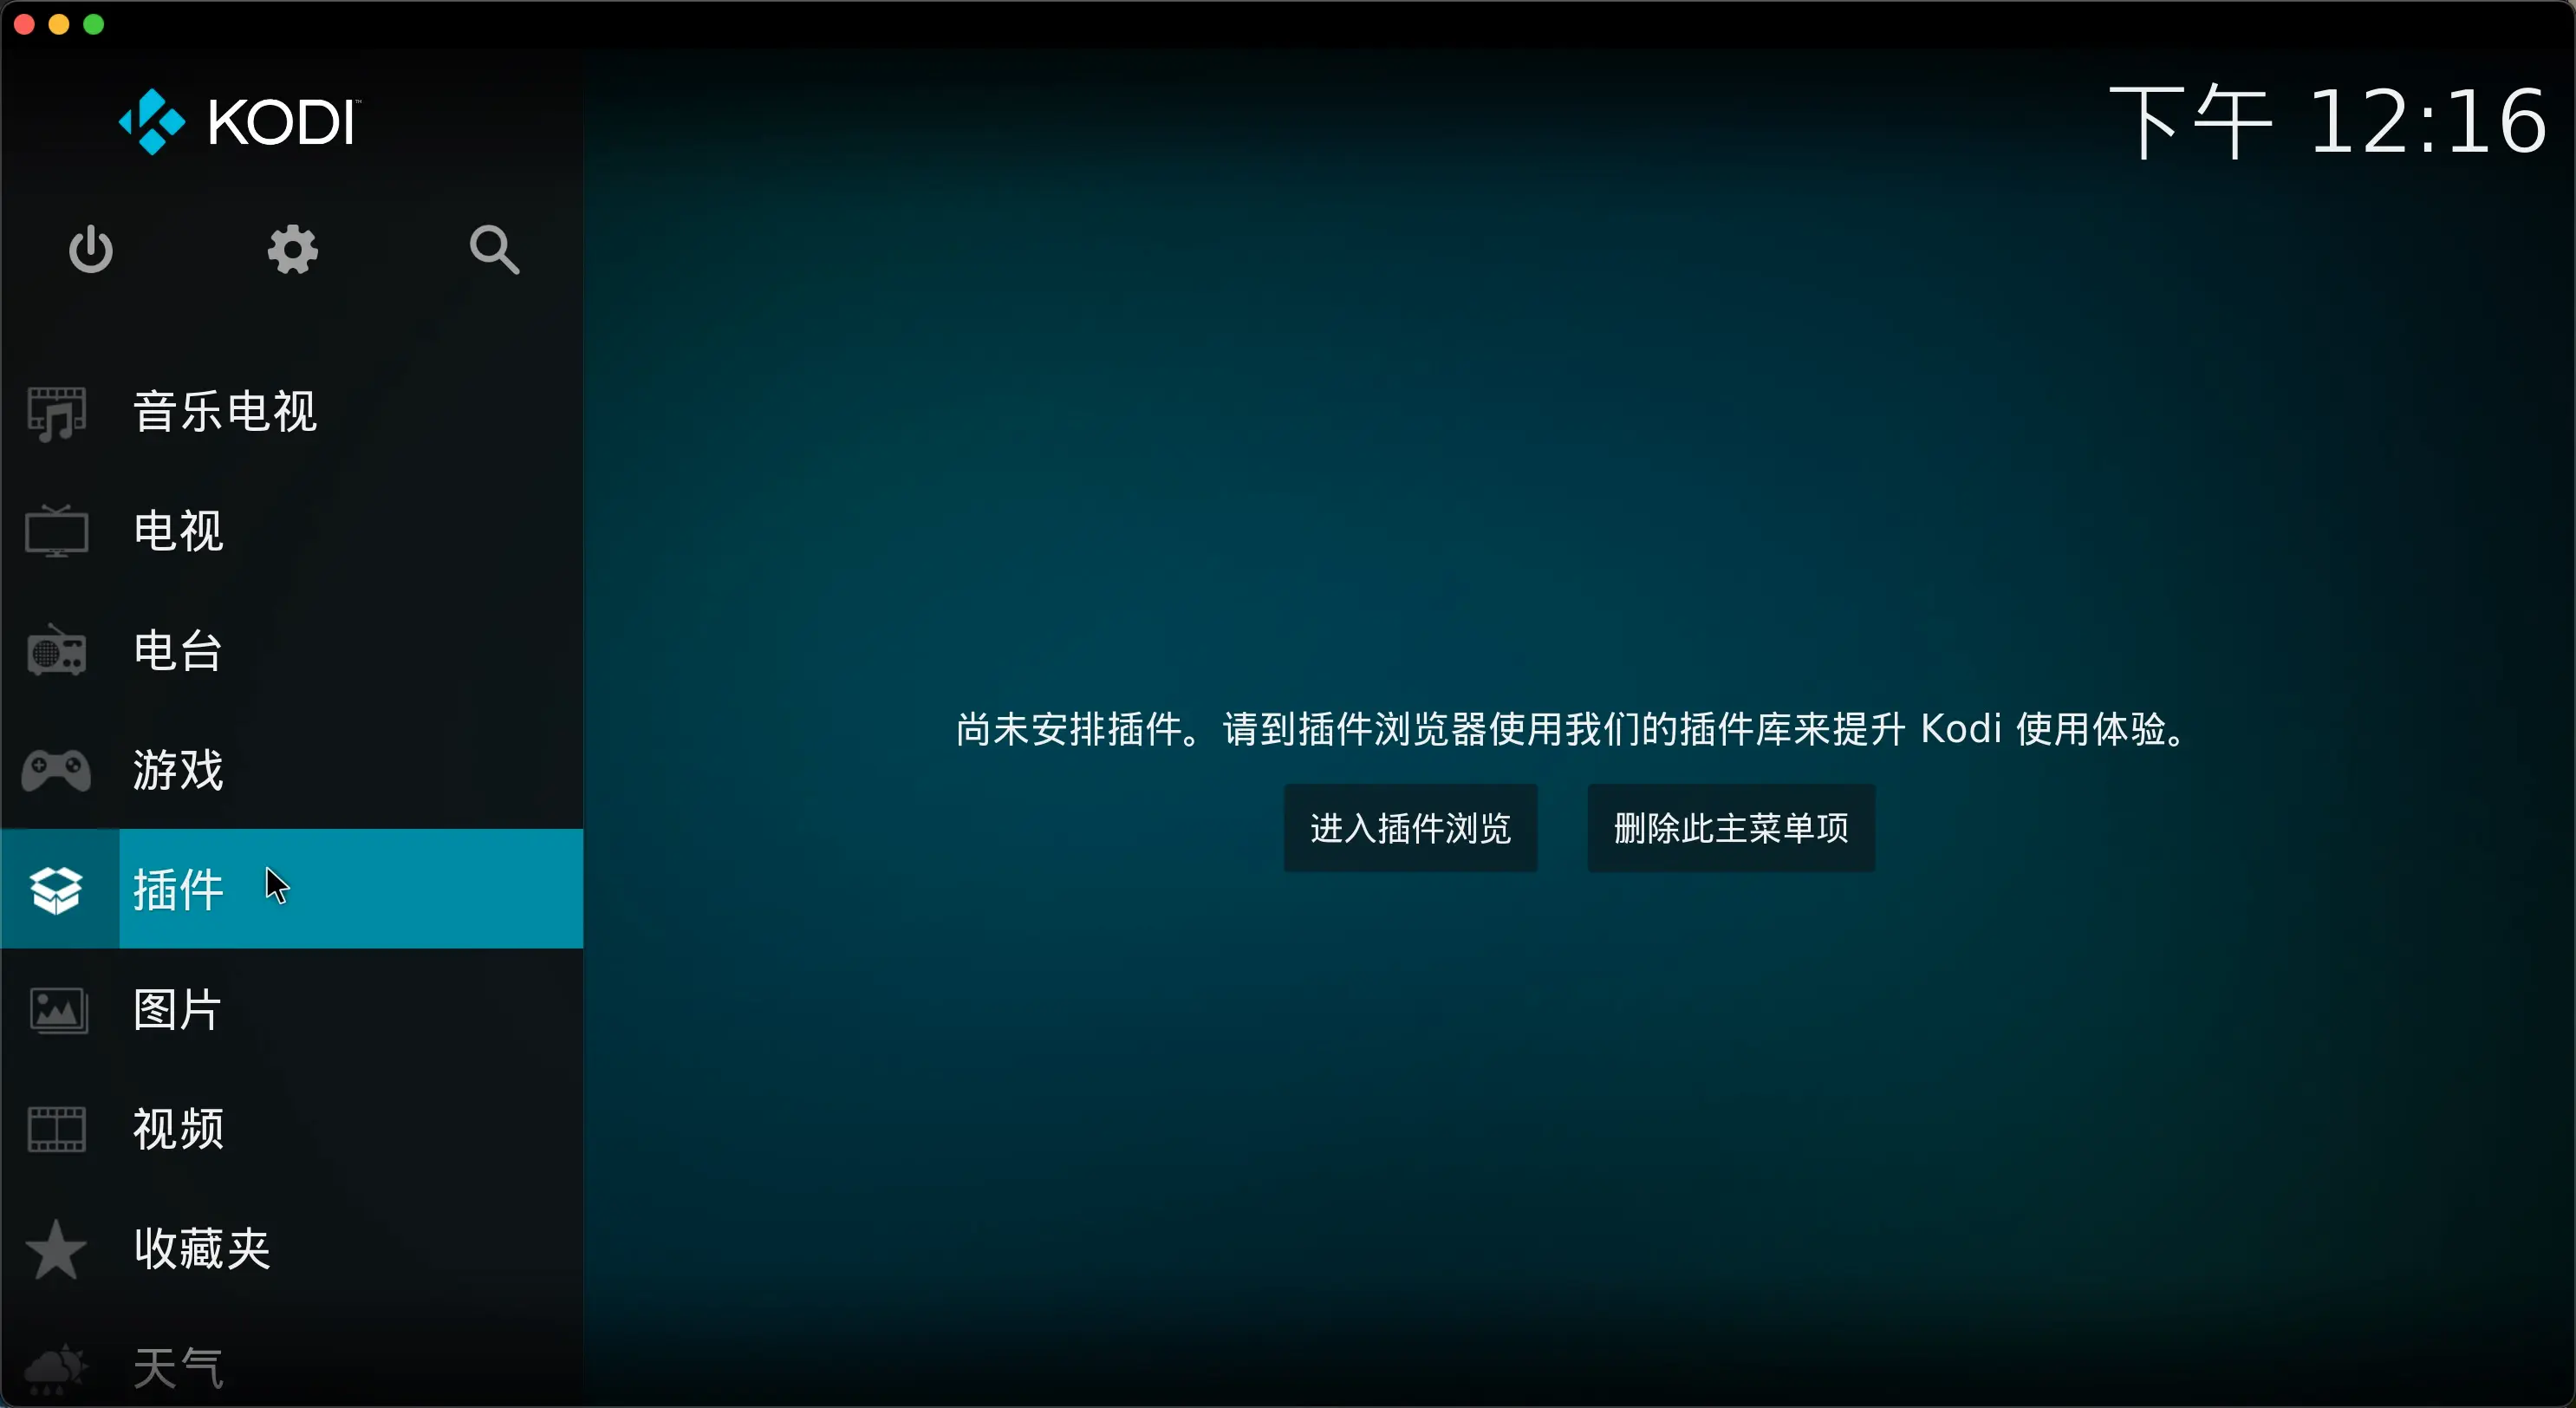 KODI™
下午 12:16
音乐电视
电视
电台
游戏
插件
图片
视频
收藏夹
天气
尚未安排插件。请到插件浏览器使用我们的插件库来提升 Kodi 使用体验。
进入插件浏览
删除此主菜单项